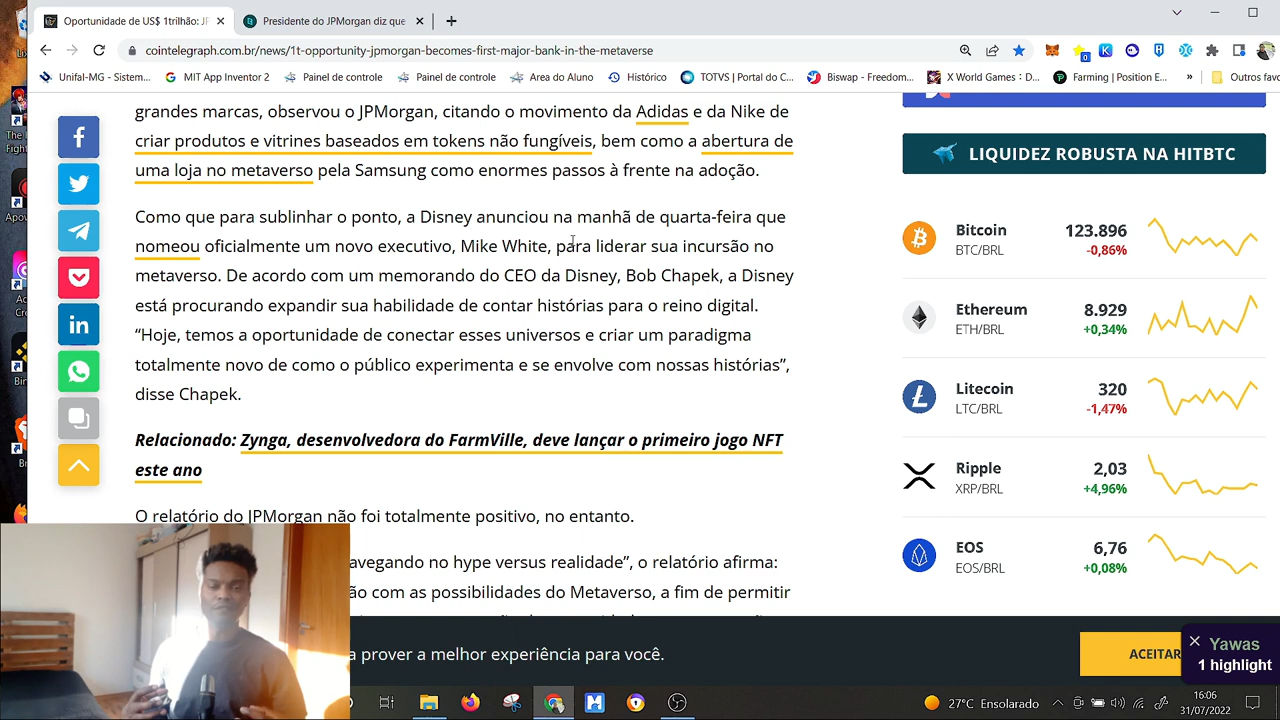 Oportunidade de US$ 1trilhão: JF
Presidente do JPMorgan diz que
cointelegraph.com.br/news/1t-opportunity-jpmorgan-becomes-first-major-bank-in-the-metaverse
Unifal-MG - Sistem...
MIT App Inventor 2
Painel de controle
Painel de controle
Area do Aluno
Histórico
TOTVS | Portal do C...
Biswap - Freedom...
X World Games : D...
Farming | Position E...
»
Outros favo
grandes marcas, observou o JPMorgan, citando o movimento da Adidas e da Nike de
criar produtos e vitrines baseados em tokens não fungíveis, bem como a abertura de
uma loja no metaverso pela Samsung como enormes passos à frente na adoção.
Como que para sublinhar o ponto, a Disney anunciou na manhã de quarta-feira que
nomeou oficialmente um novo executivo, Mike White, para liderar sua incursão no
metaverso. De acordo com um memorando do CEO da Disney, Bob Chapek, a Disney
está procurando expandir sua habilidade de contar histórias para o reino digital.
“Hoje, temos a oportunidade de conectar esses universos e criar um paradigma
totalmente novo de como o público experimenta e se envolve com nossas histórias”,
disse Chapek.
Relacionado: Zynga, desenvolvedora do FarmVille, deve lançar o primeiro jogo NFT
este ano
O relatório do JPMorgan não foi totalmente positivo, no entanto.
avegando no hype versus realidade”, o relatório afirma:
ão com as possibilidades do Metaverso, a fim de permitir
LIQUIDEZ ROBUSTA NA HITBTC
Bitcoin 123.896
BTC/BRL -0,86%
Ethereum 8.929
ETH/BRL +0,34%
Litecoin 320
LTC/BRL -1,47%
Ripple 2,03
XRP/BRL +4,96%
EOS 6,76
EOS/BRL +0,08%
a prover a melhor experiência para você.
ACEITAR
Yawas
1 highlight
27°C Ensolarado
16:06
31/07/2022